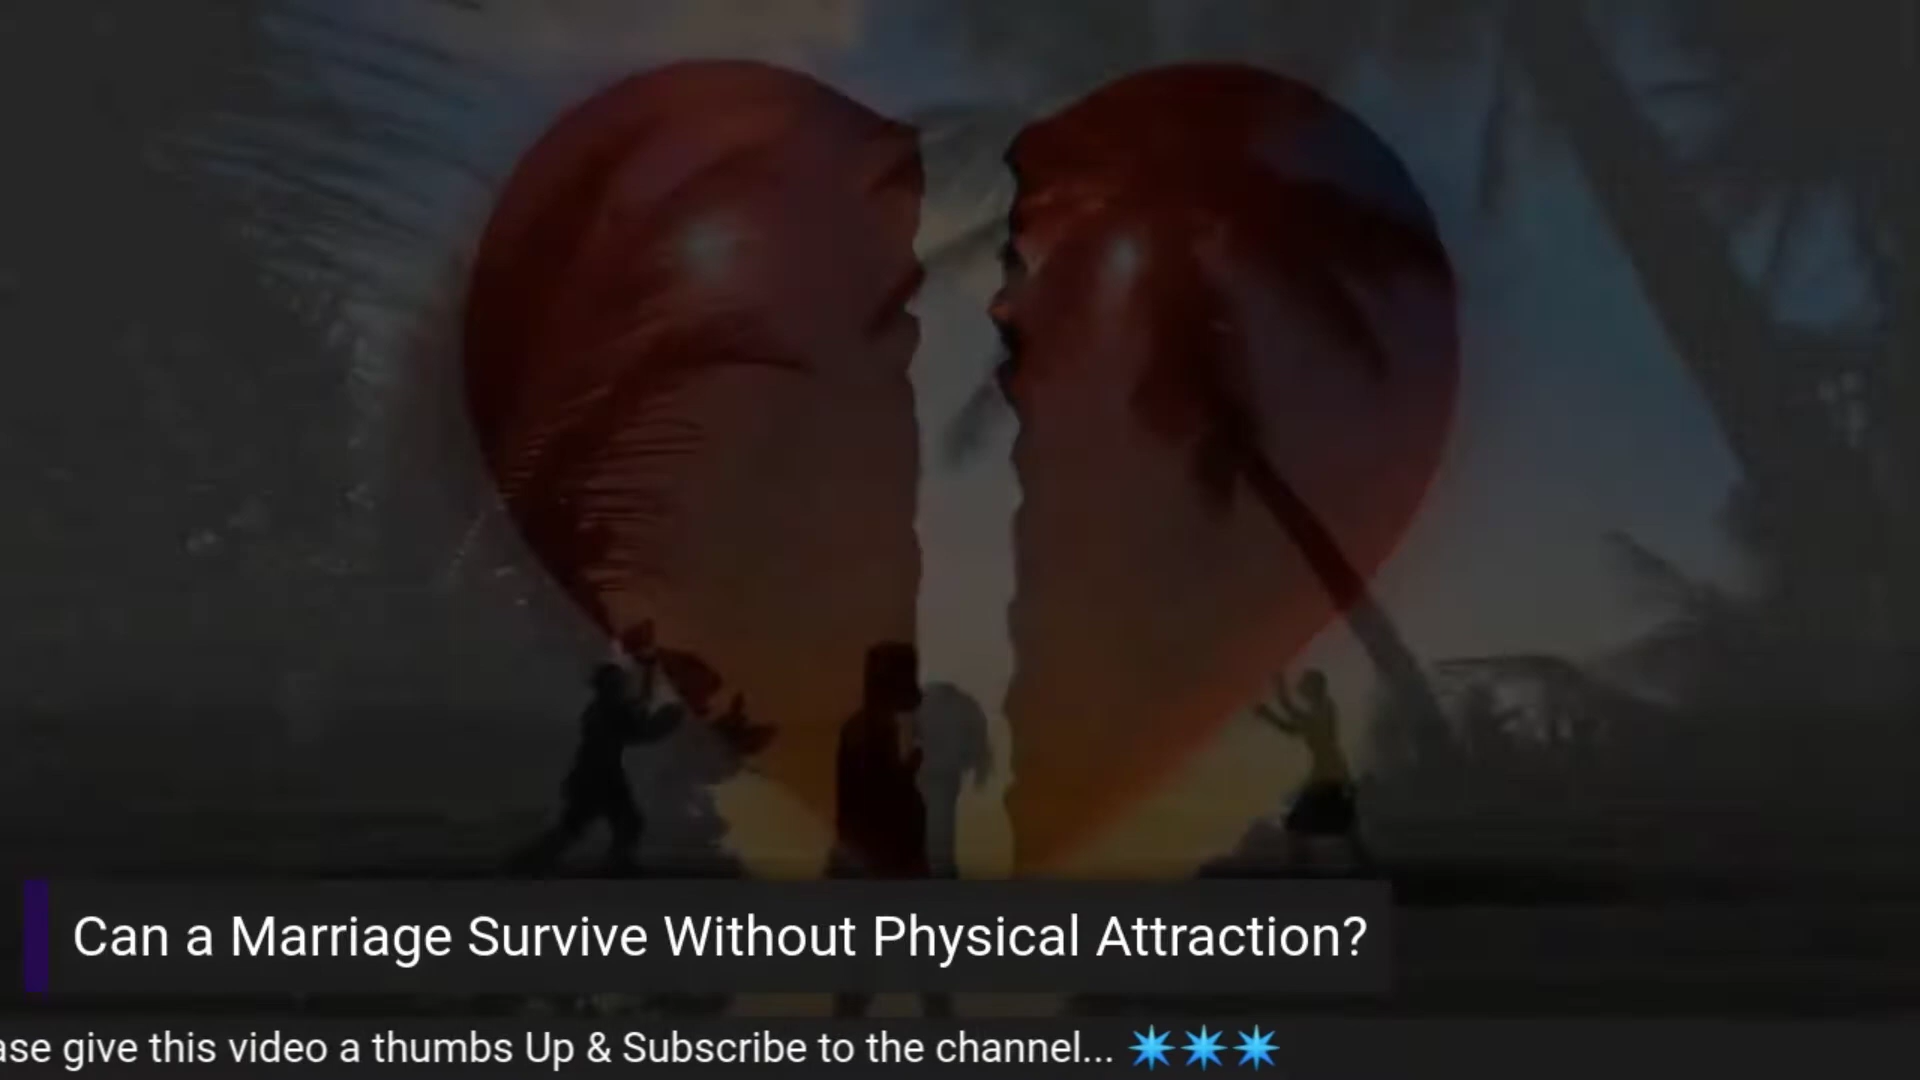 Can a Marriage Survive Without Physical Attraction?
ase give this video a thumbs Up & Subscribe to the channel... ✴✴✴